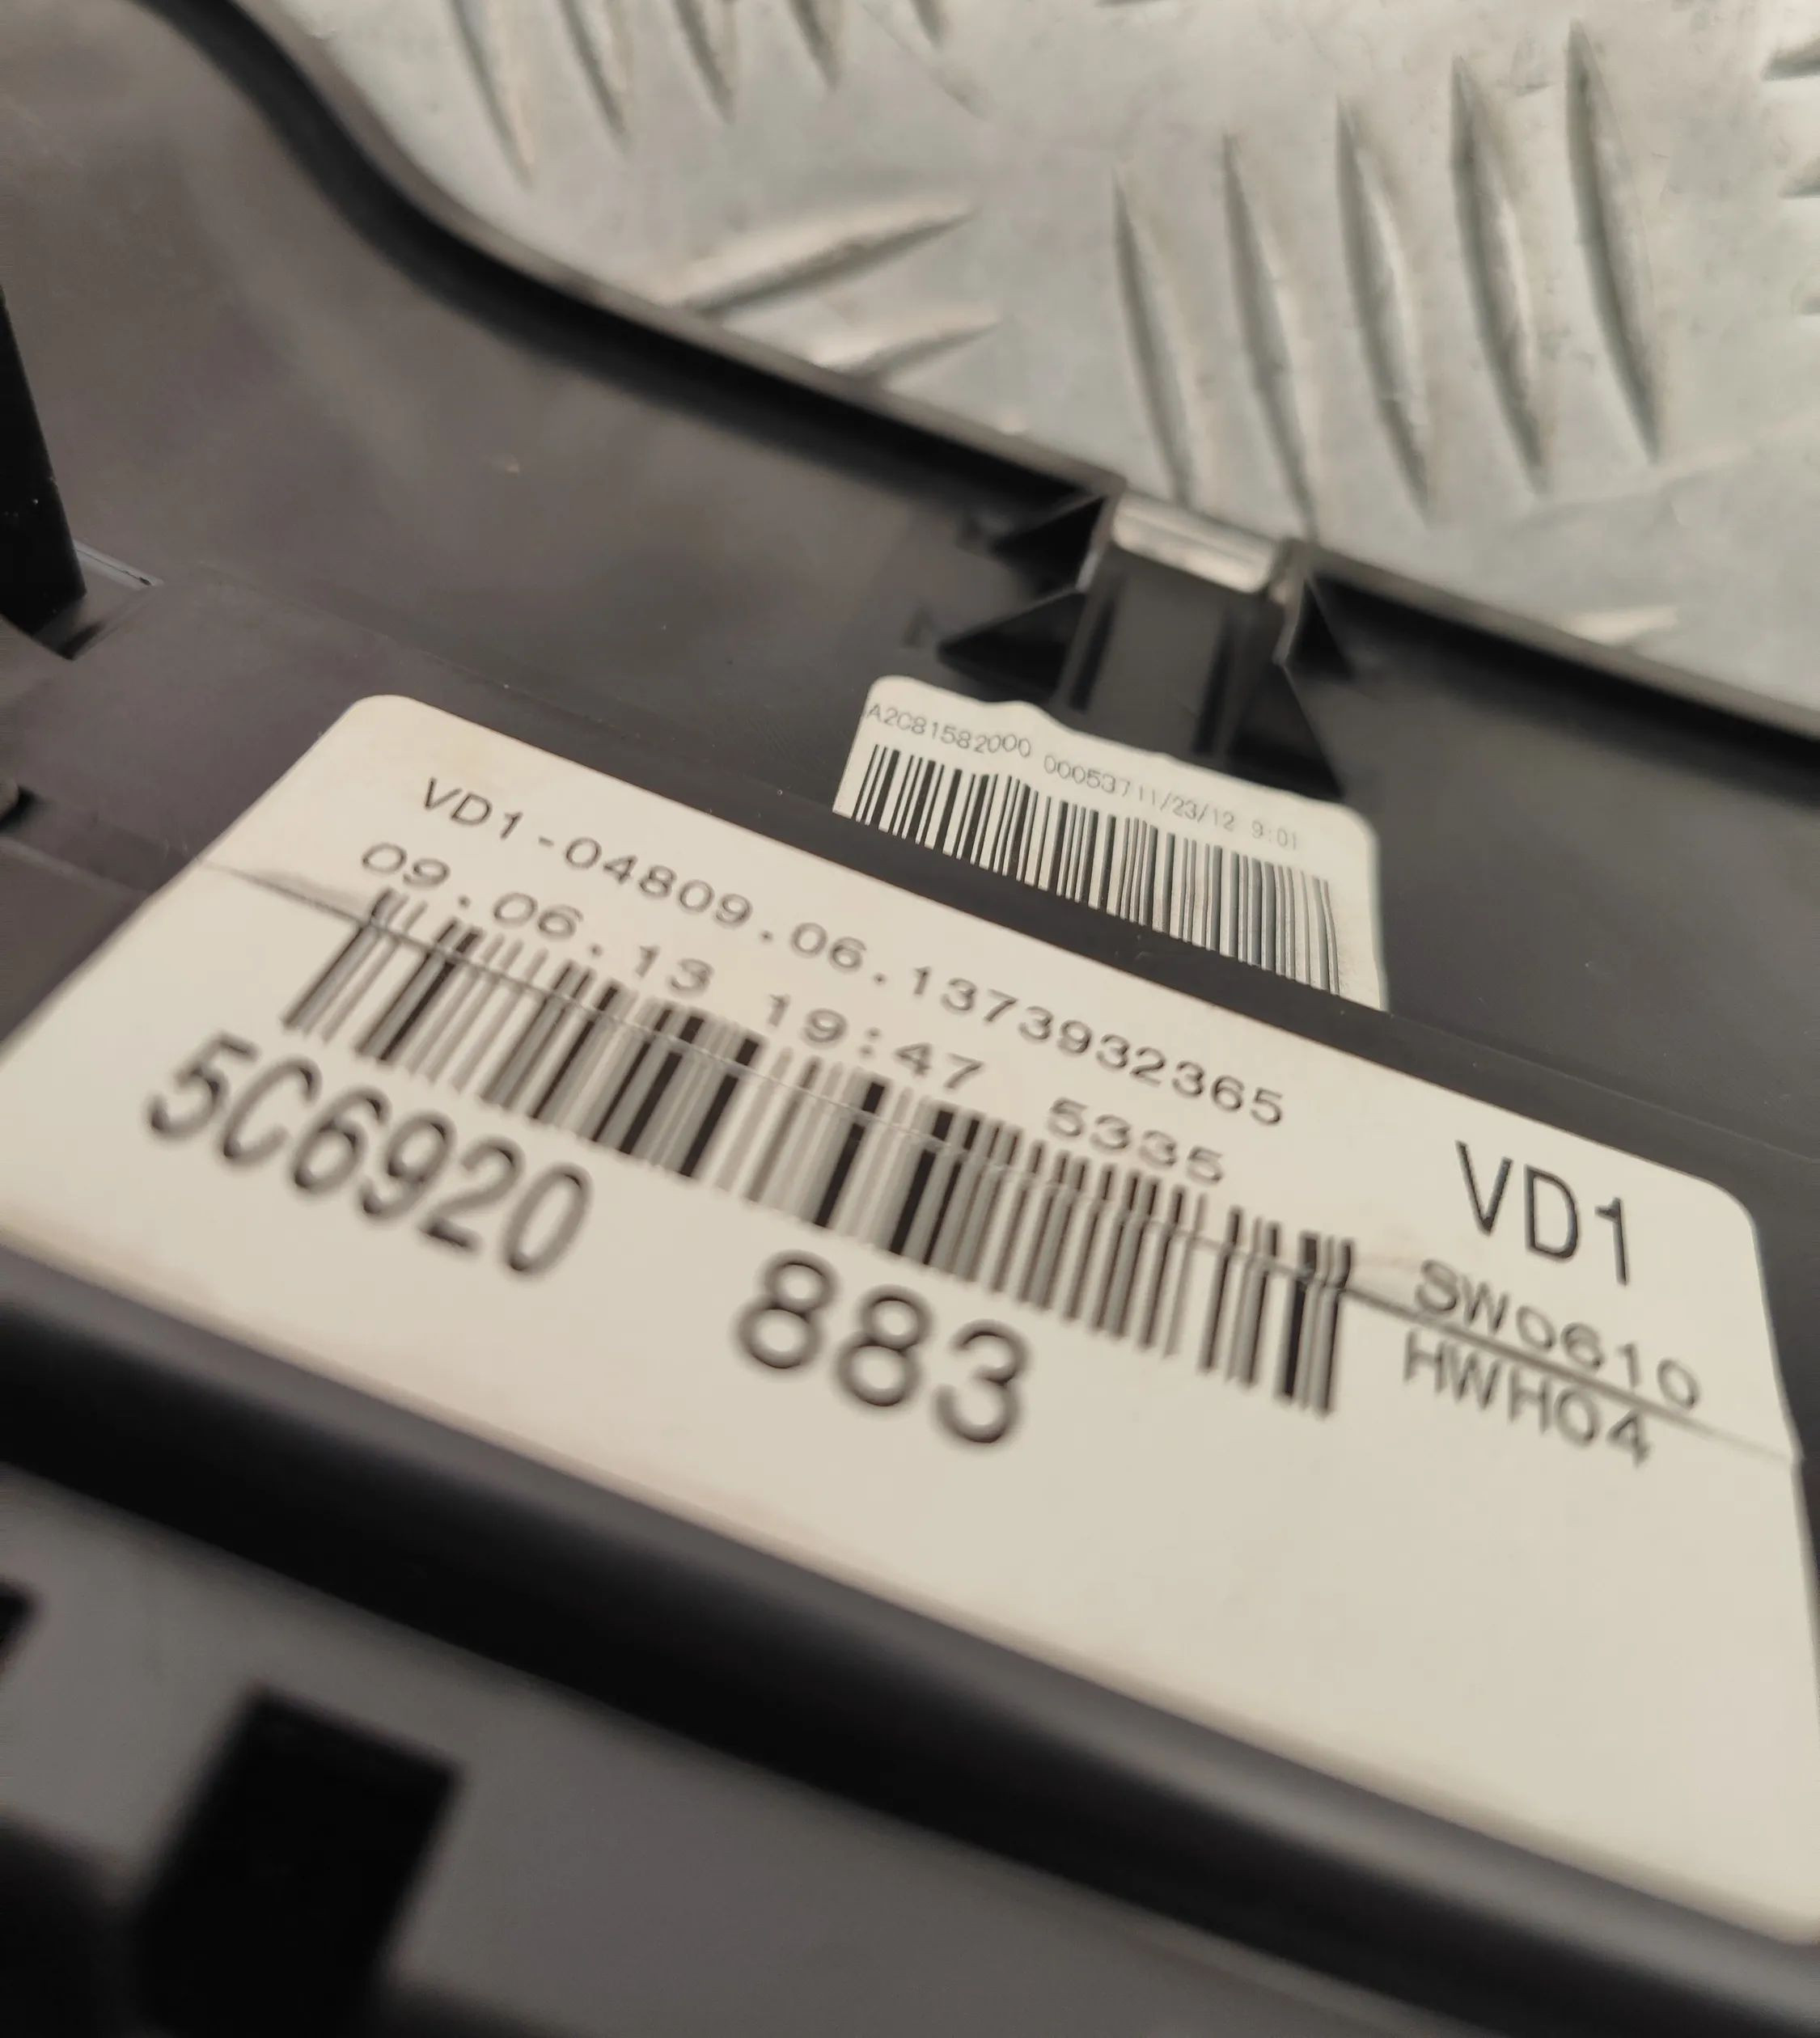 A2C81582000 00053711/23/12 9:01
VD1-04809.06.1373932365
09.06.13 19:47 5335
VD1
SW0610
HWH04
5C6920 883